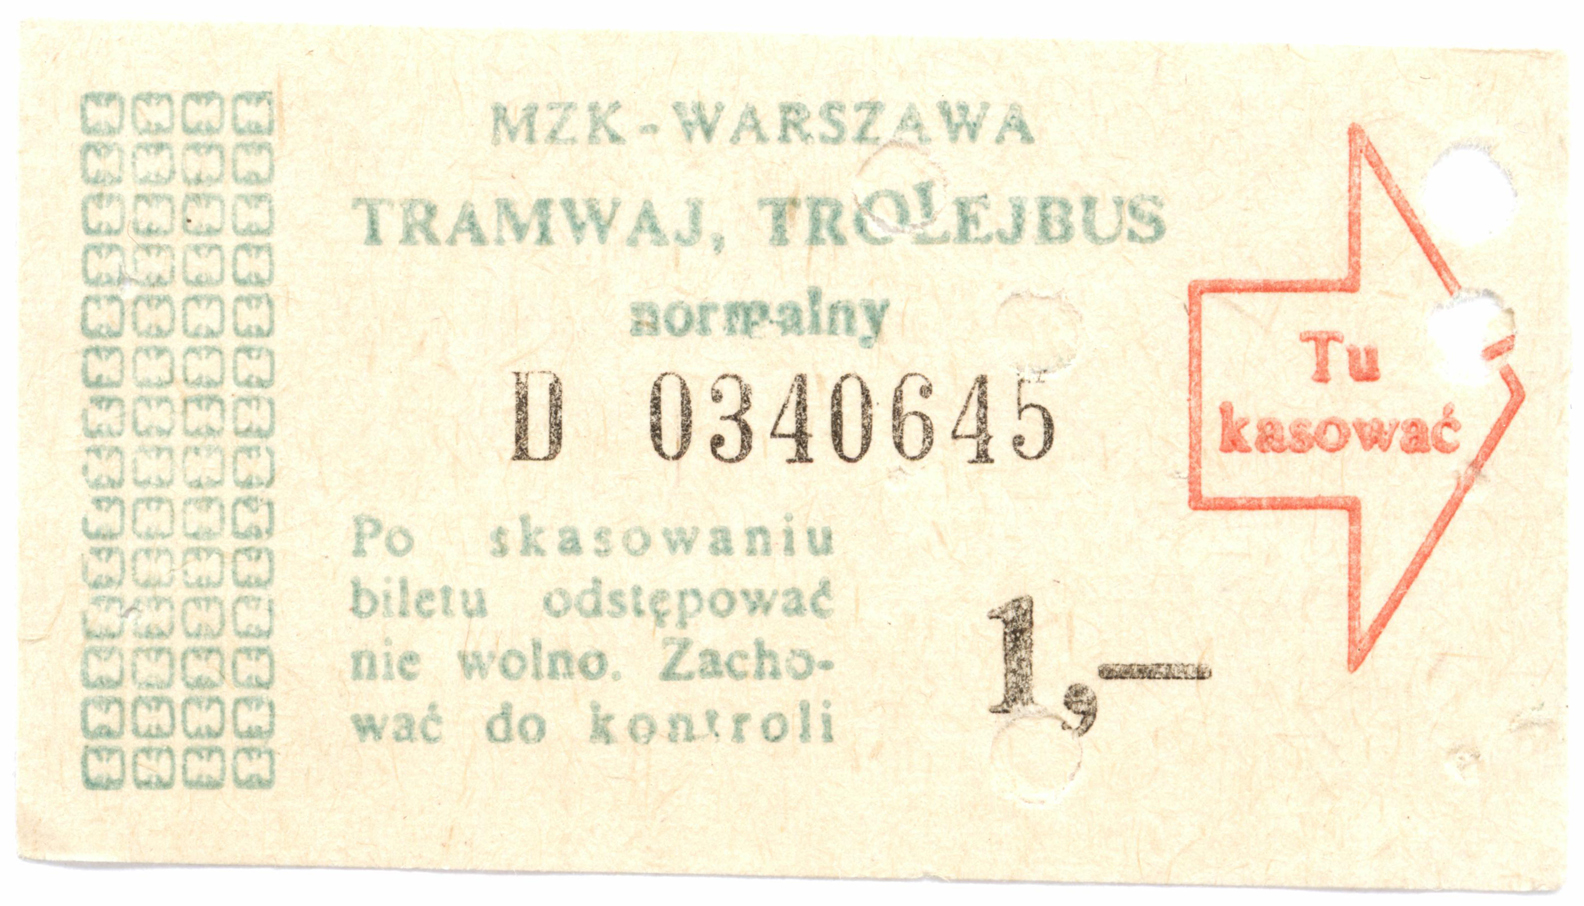 MZK-WARSZAWA
TRAMWAJ, TROLEJBUS
normalny
D 0340645
Tu
kasować
Po skasowaniu
biletu odstępować
nie wolno. Zacho-
wać do kontroli
1,—